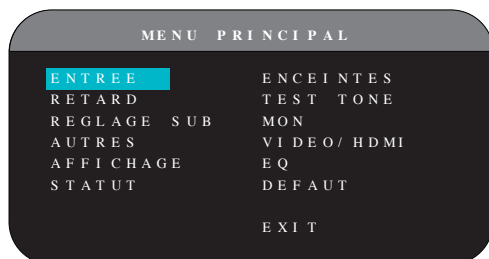 MENU PRINCIPAL
ENTREE
RETARD
REGLAGE SUB
AUTRES
AFFICHAGE
STATUT
ENCEINTES
TEST TONE
MON
VIDEO/HDMI
EQ
DEFAUT
EXIT